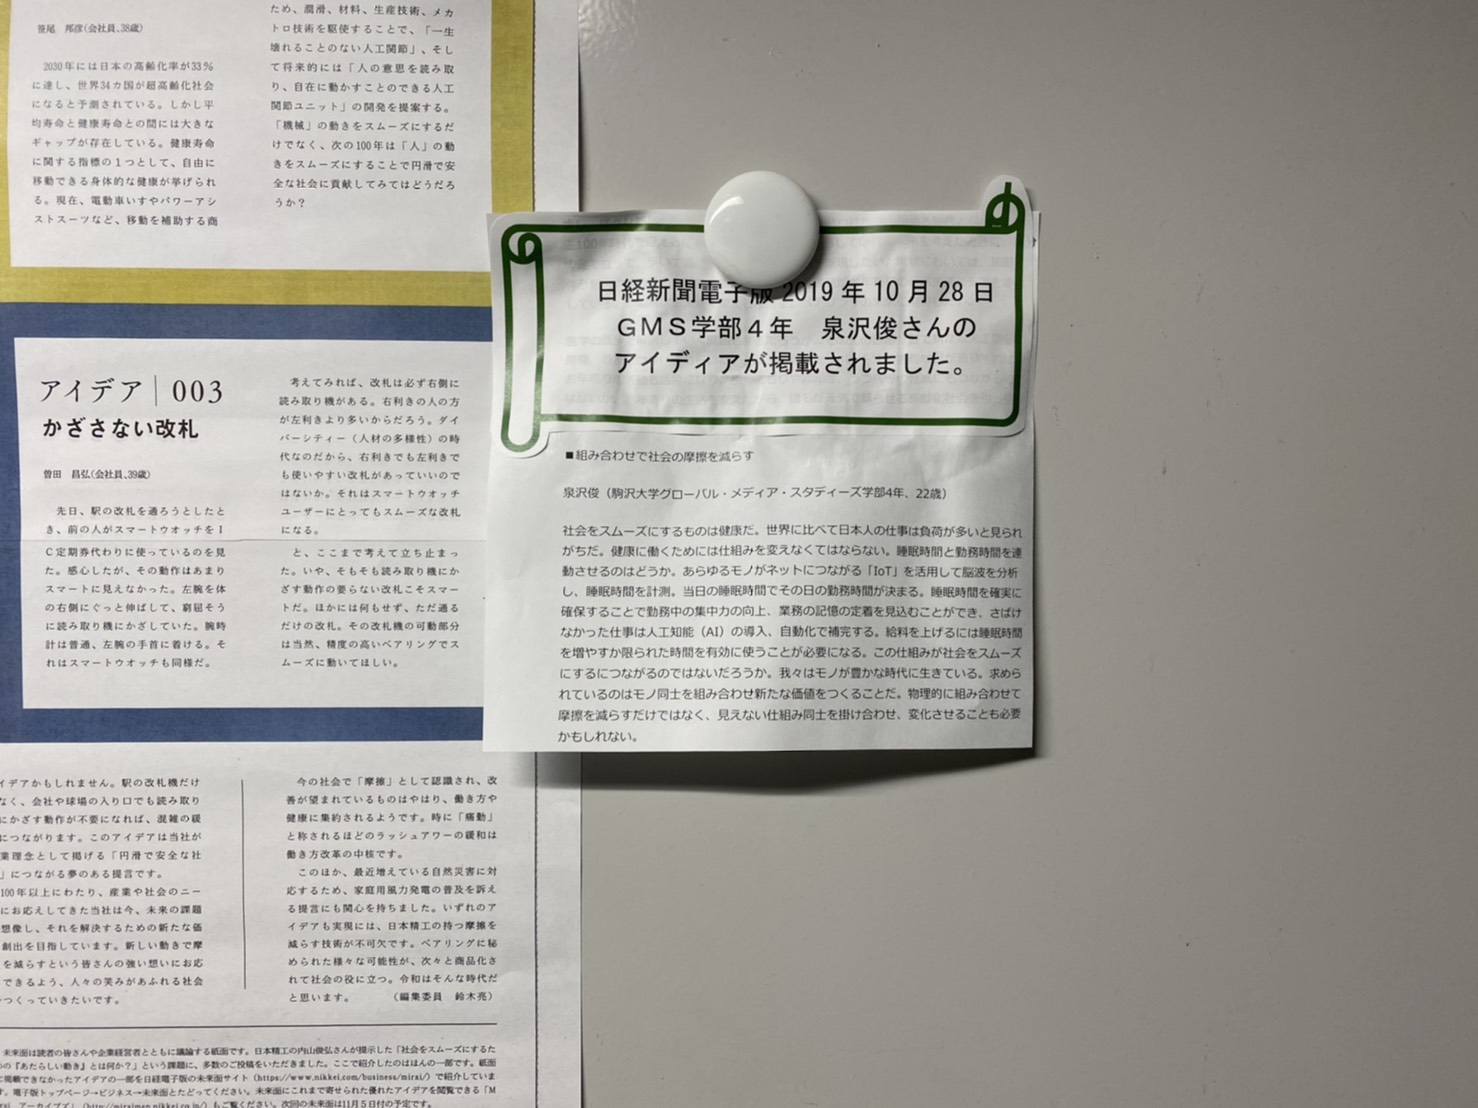 笹尾　邦彦(会社員、38歳)
2030年には日本の高齢化率が33％
に達し、世界34カ国が超高齢化社会
になると予測されている。しかし平
均寿命と健康寿命との間には大きな
ギャップが存在している。健康寿命
に関する指標の１つとして、自由に
移動できる身体的な健康が挙げられ
る。現在、電動車いすやパワーアシ
ストスーツなど、移動を補助する商
ため、潤滑、材料、生産技術、メカ
トロ技術を駆使することで、「一生
壊れることのない人工関節」、そし
て将来的には「人の意思を読み取
り、自在に動かすことのできる人工
関節ユニット」の開発を提案する。
「機械」の動きをスムーズにするだ
けでなく、次の100年は「人」の動
きをスムーズにすることで円滑で安
全な社会に貢献してみてはどうだろ
うか？
アイデア｜003
かざさない改札
曽田　昌弘(会社員、39歳)
先日、駅の改札を通ろうとしたと
き、前の人がスマートウオッチをI
C定期券代わりに使っているのを見
た。感心したが、その動作はあまり
スマートに見えなかった。左腕を体
の右側にぐっと伸ばして、窮屈そう
に読み取り機にかざしていた。腕時
計は普通、左腕の手首に着ける。そ
れはスマートウオッチも同様だ。
考えてみれば、改札は必ず右側に
読み取り機がある。右利きの人の方
が左利きより多いからだろう。ダイ
バーシティー（人材の多様性）の時
代なのだから、右利きでも左利きで
も使いやすい改札があっていいので
はないか。それはスマートウオッチ
ユーザーにとってもスムーズな改札
になる。
と、ここまで考えて立ち止まっ
た。いや、そもそも読み取り機にか
ざす動作の要らない改札こそスマー
トだ。ほかには何もせず、ただ通る
だけの改札。その改札機の可動部分
は当然、精度の高いベアリングでス
ムーズに動いてほしい。
日経新聞電子版 2019 年 10 月 28 日
ＧＭＳ学部４年　泉沢俊さんの
アイディアが掲載されました。
■組み合わせで社会の摩擦を減らす
泉沢俊（駒沢大学グローバル・メディア・スタディーズ学部4年、22歳）
社会をスムーズにするものは健康だ。世界に比べて日本人の仕事は負荷が多いと見られ
がちだ。健康に働くためには仕組みを変えなくてはならない。睡眠時間と勤務時間を連
動させるのはどうか。あらゆるモノがネットにつながる「IoT」を活用して脳波を分析
し、睡眠時間を計測。当日の睡眠時間でその日の勤務時間が決まる。睡眠時間を確実に
確保することで勤務中の集中力の向上、業務の記憶の定着を見込むことができ、さばけ
なかった仕事は人工知能（AI）の導入、自動化で補完する。給料を上げるには睡眠時間
を増やすか限られた時間を有効に使うことが必要になる。この仕組みが社会をスムーズ
にするにつながるのではないだろうか。我々はモノが豊かな時代に生きている。求めら
れているのはモノ同士を組み合わせ新たな価値をつくることだ。物理的に組み合わせて
摩擦を減らすだけではなく、見えない仕組み同士を掛け合わせ、変化させることも必要
かもしれない。
イデアかもしれません。駅の改札機だけ
なく、会社や球場の入り口でも読み取り
にかざす動作が不要になれば、混雑の緩
につながります。このアイデアは当社が
業理念として掲げる「円滑で安全な社
」につながる夢のある提言です。
100年以上にわたり、産業や社会のニー
にお応えしてきた当社は今、未来の課題
想像し、それを解決するための新たな価
創出を目指しています。新しい動きで摩
を減らすという皆さんの強い想いにお応
できるよう、人々の笑みがあふれる社会
つくっていきたいです。
今の社会で「摩擦」として認識され、改
善が望まれているものはやはり、働き方や
健康に集約されるようです。時に「痛勤」
と称されるほどのラッシュアワーの緩和は
働き方改革の中核です。
このほか、最近増えている自然災害に対
応するため、家庭用風力発電の普及を訴え
る提言にも関心を持ちました。いずれのア
イデアも実現には、日本精工の持つ摩擦を
減らす技術が不可欠です。ベアリングに秘
められた様々な可能性が、次々と商品化さ
れて社会の役に立つ。令和はそんな時代だ
と思います。　　（編集委員　鈴木亮）
未来面は読者の皆さんや企業経営者とともに議論する紙面です。日本精工の内山俊弘さんが提示した「社会をスムーズにするた
めの『あたらしい動き』とは何か？」という課題に、多数のご投稿をいただきました。ここで紹介したのはほんの一部です。紙面
に掲載できなかったアイデアの一部を日経電子版の未来面サイト（https://www.nikkei.com/business/mirai/）で紹介していま
す。電子版トップページ→ビジネス→未来面とたどってください。未来面にこれまで寄せられた優れたアイデアを閲覧できる「M
irai アーカイブズ」（http://miraimen.nikkei.co.jp/）もご覧ください。次回の未来面は11月５日付の予定です。